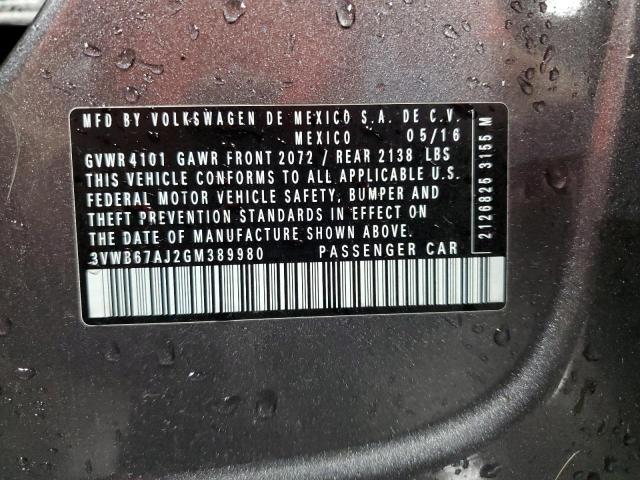 MFD BY VOLKSWAGEN DE MEXICO S.A. DE C.V.
MEXICO 05/16
GVWR 4101 GAWR FRONT 2072 / REAR 2138 LBS
THIS VEHICLE CONFORMS TO ALL APPLICABLE U.S.
FEDERAL MOTOR VEHICLE SAFETY, BUMPER AND
THEFT PREVENTION STANDARDS IN EFFECT ON
THE DATE OF MANUFACTURE SHOWN ABOVE.
3VWB67AJ2GM389980 PASSENGER CAR
2126825 3155 M